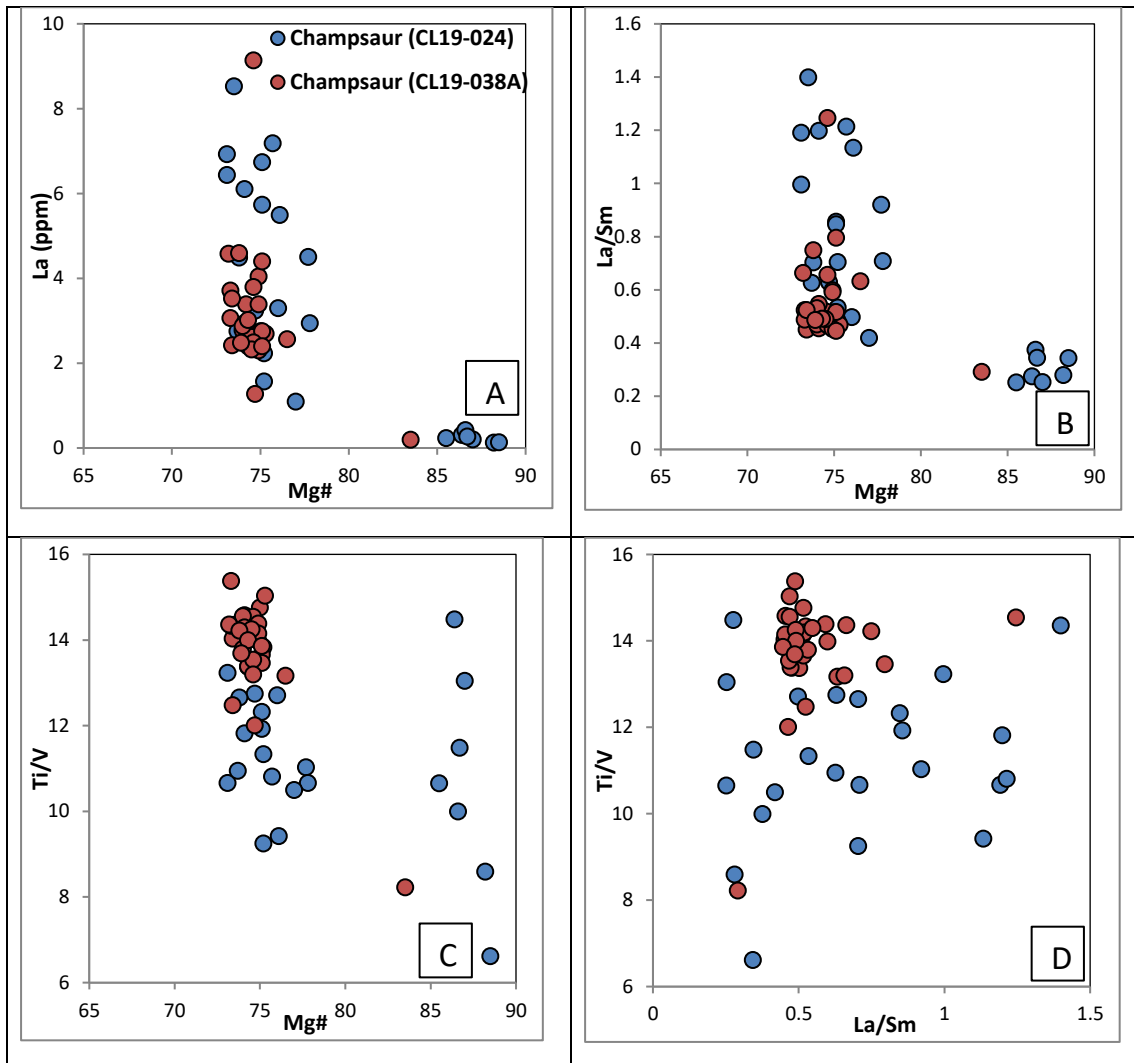 10
8
6
4
2
0
La (ppm)
Champsaur (CL19-024)
Champsaur (CL19-038A)
A
65 70 75 80 85 90
Mg#
1.6
1.4
1.2
1
0.8
0.6
0.4
0.2
0
La/Sm
B
65 70 75 80 85 90
Mg#
16
14
12
10
8
6
Ti/V
C
65 70 75 80 85 90
Mg#
16
14
12
10
8
6
Ti/V
D
0 0.5 1 1.5
La/Sm